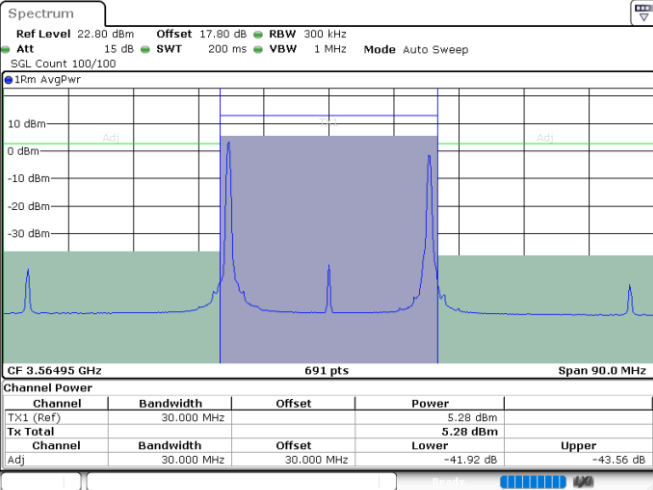 Spectrum
Ref Level 22.80 dBm Offset 17.80 dB RBW 300 kHz
Att 15 dB SWT 200 ms VBW 1 MHz Mode Auto Sweep
SGL Count 100/100
1Rm AvgPwr
10 dBm
Adj Adj
0 dBm
-10 dBm
-20 dBm
-30 dBm
CF 3.56495 GHz 691 pts Span 90.0 MHz
Channel Power
Channel Bandwidth Offset Power
TX1 (Ref) 30.000 MHz 5.28 dBm
Tx Total 5.28 dBm
Channel Bandwidth Offset Lower Upper
Adj 30.000 MHz 30.000 MHz -41.92 dB -43.56 dB